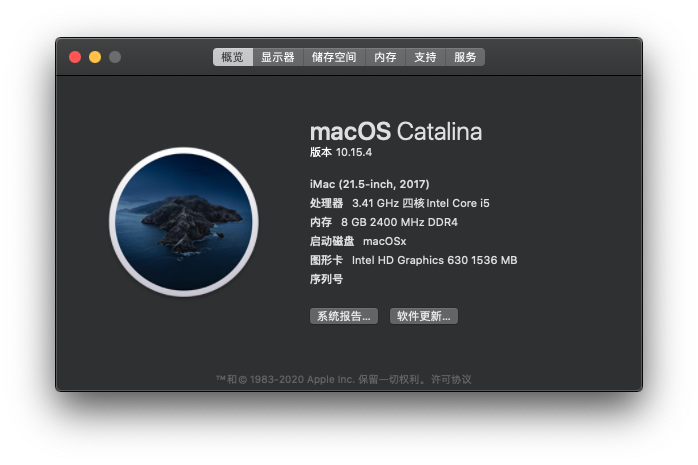 概览 显示器 储存空间 内存 支持 服务
macOS Catalina
版本 10.15.4
iMac (21.5-inch, 2017)
处理器 3.41 GHz 四核Intel Core i5
内存 8 GB 2400 MHz DDR4
启动磁盘 macOSx
图形卡 Intel HD Graphics 630 1536 MB
序列号
系统报告... 软件更新...
™和© 1983-2020 Apple Inc. 保留一切权利。许可协议